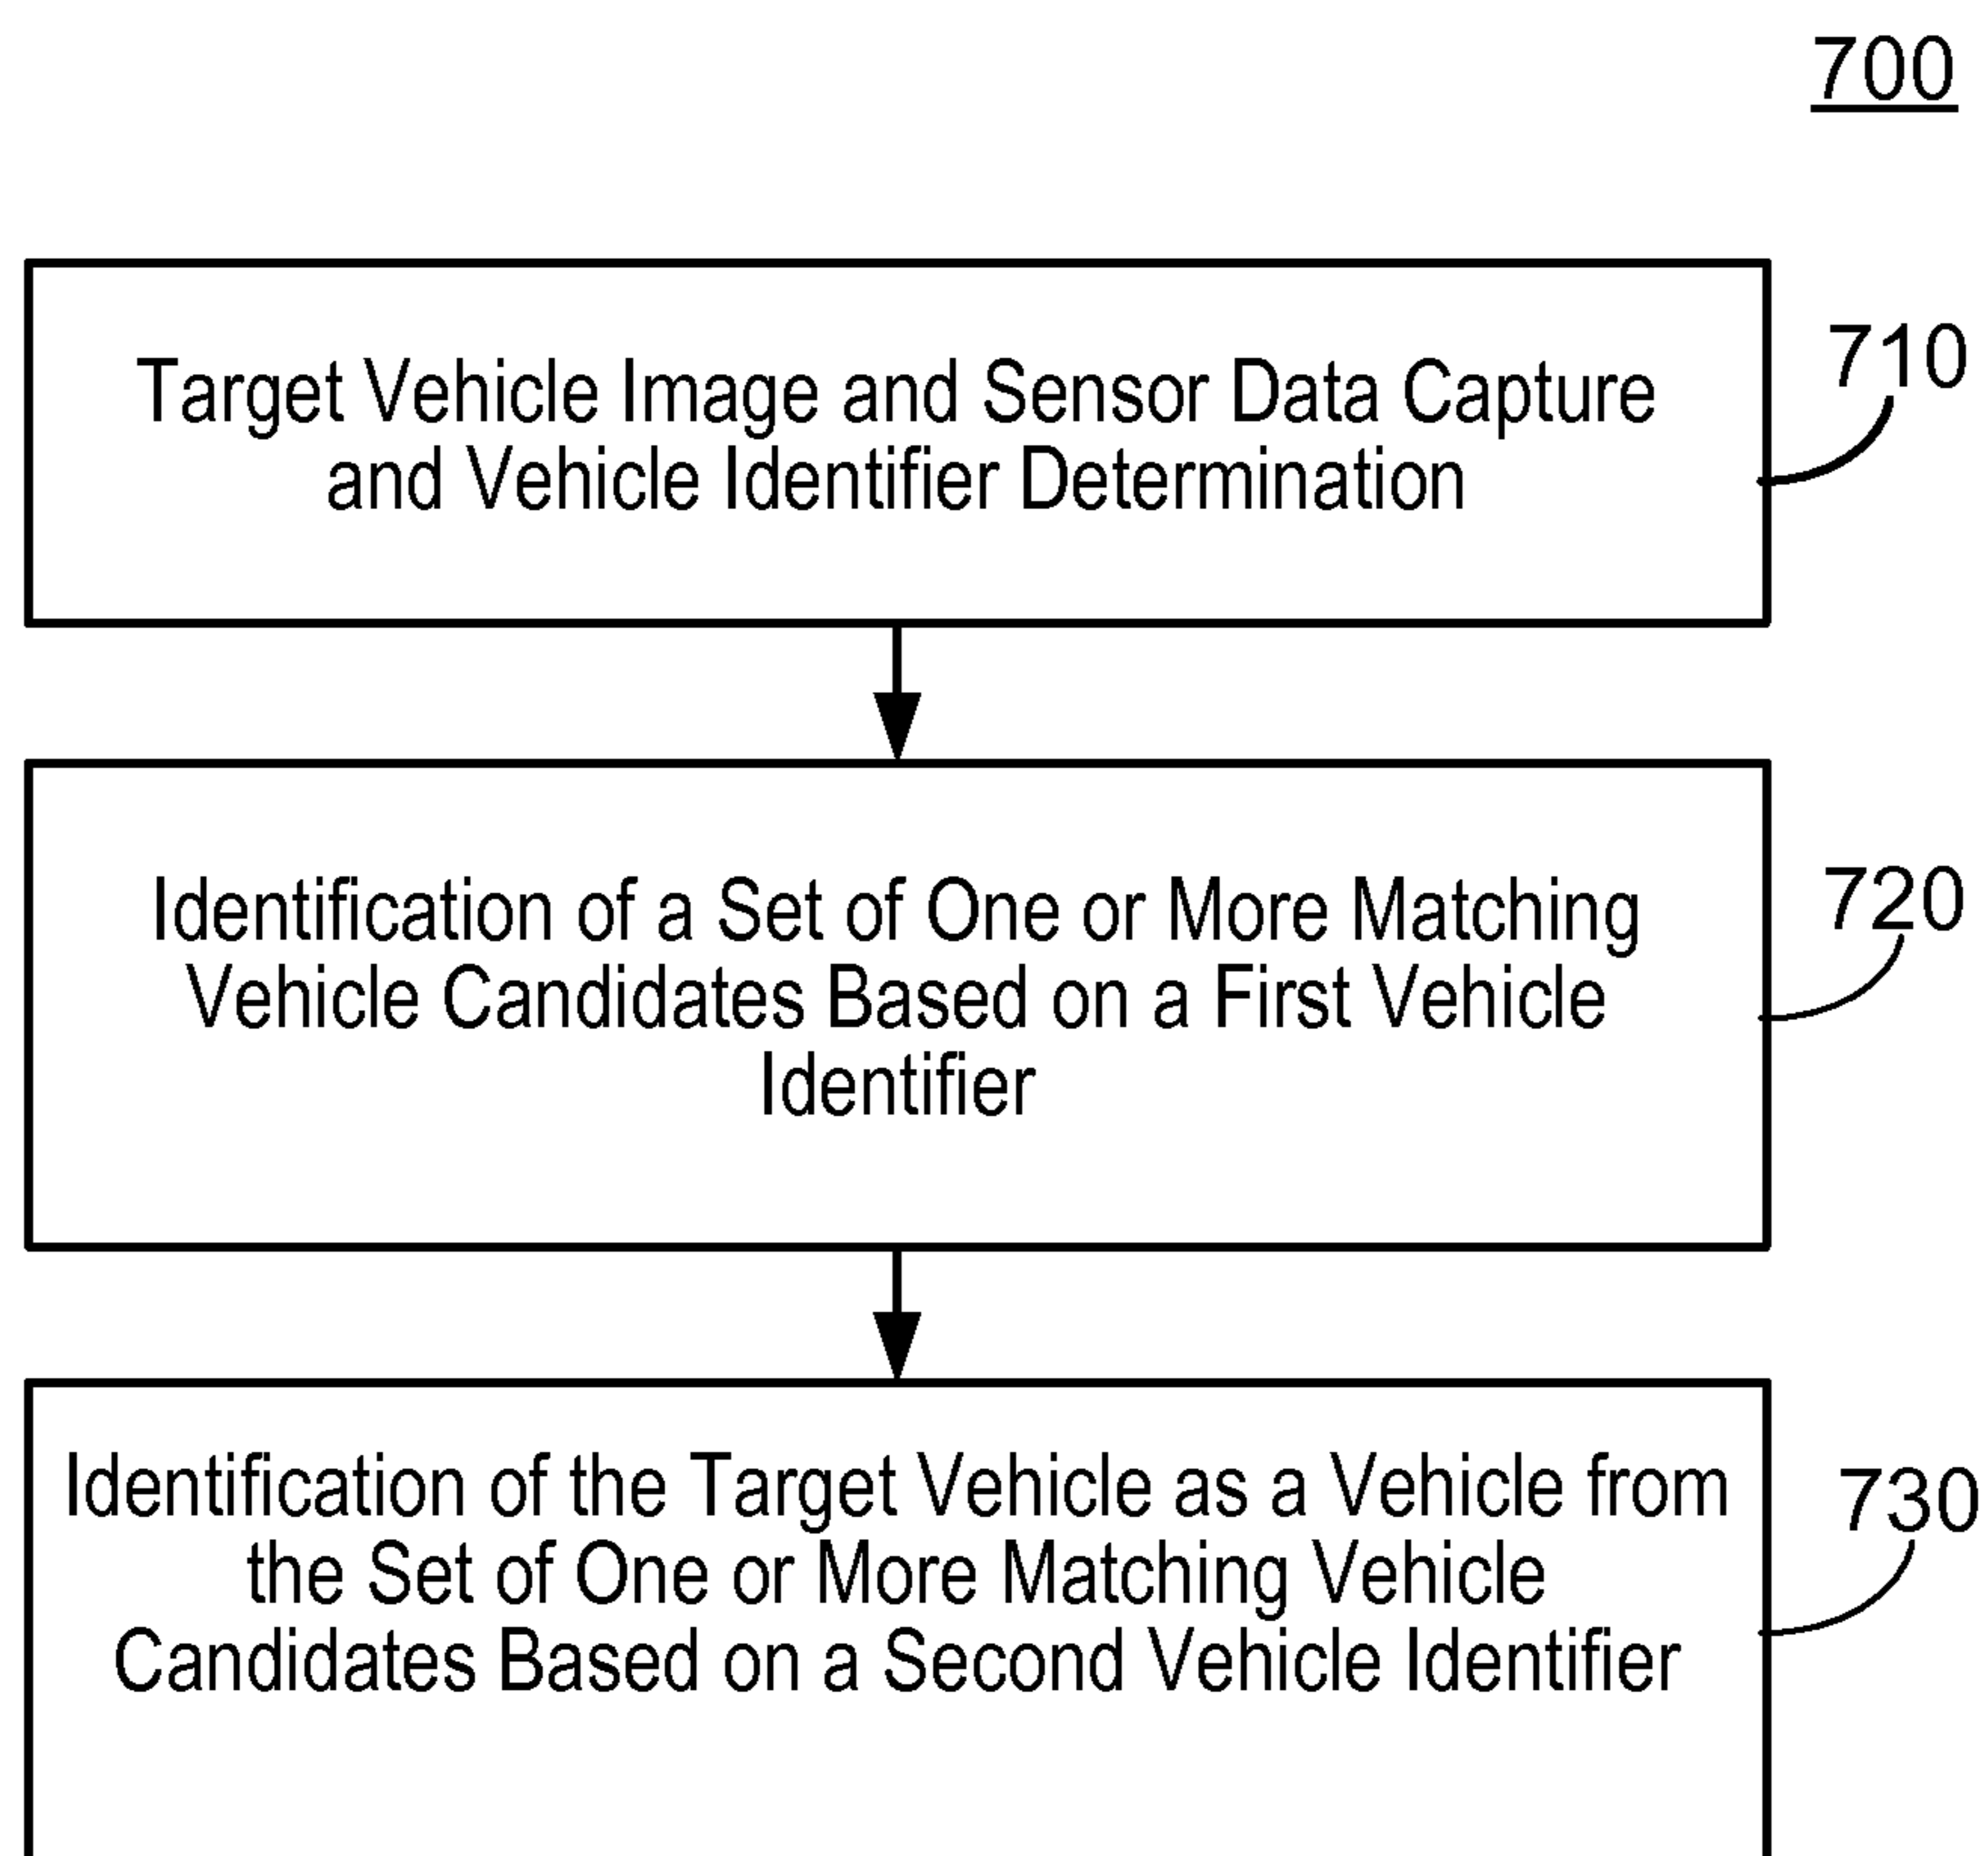 700
Target Vehicle Image and Sensor Data Capture
and Vehicle Identifier Determination
710
Identification of a Set of One or More Matching
Vehicle Candidates Based on a First Vehicle
Identifier
720
Identification of the Target Vehicle as a Vehicle from
the Set of One or More Matching Vehicle
Candidates Based on a Second Vehicle Identifier
730